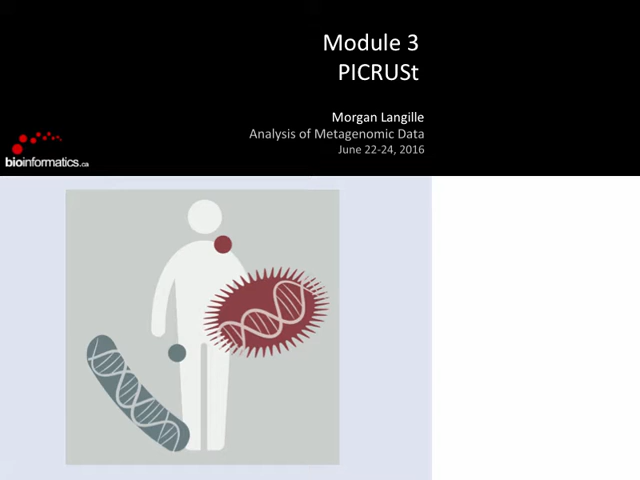 Module 3
PICRUSt
Morgan Langille
Analysis of Metagenomic Data
June 22-24, 2016
bioinformatics.ca